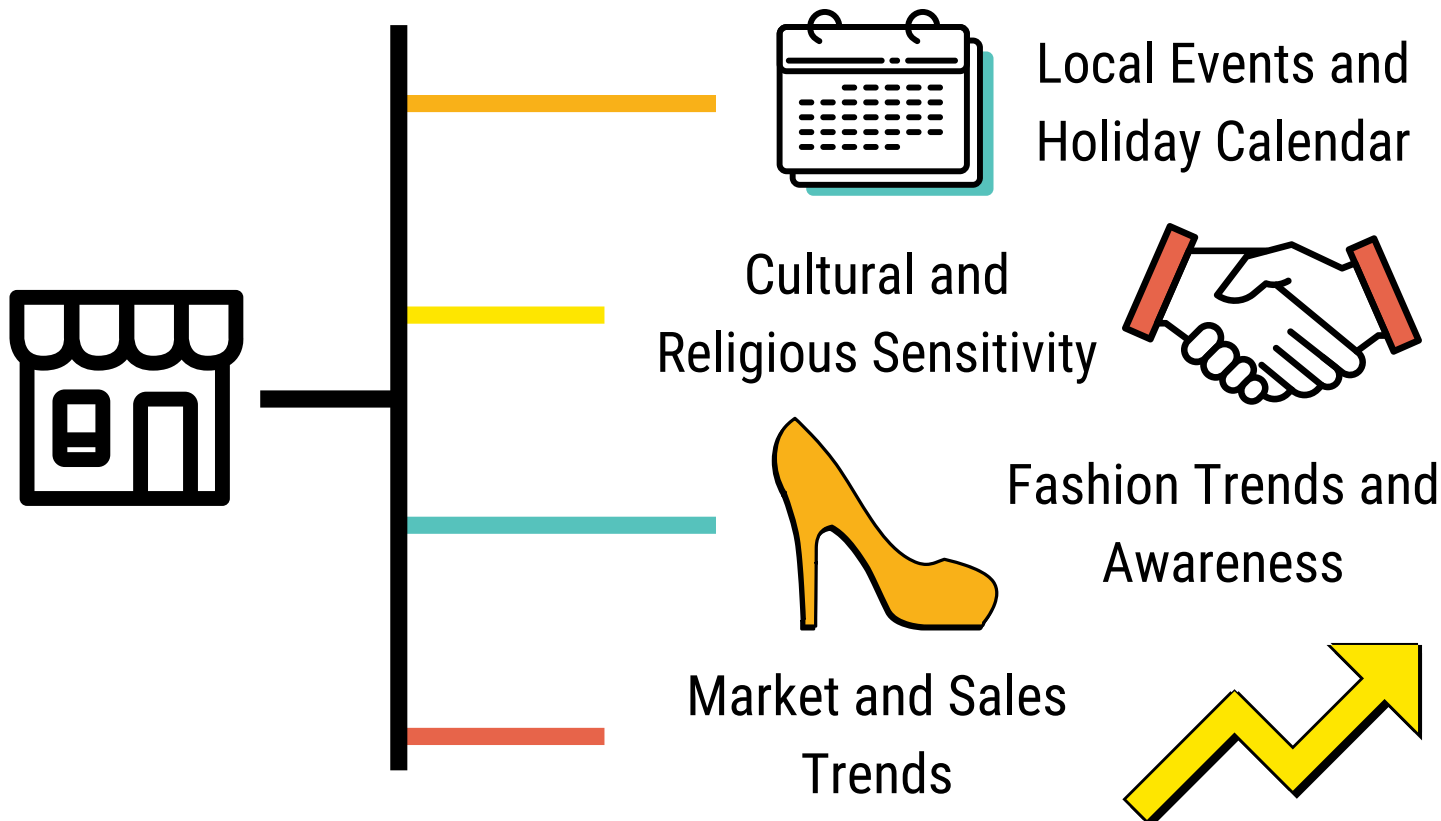 Local Events and
Holiday Calendar
Cultural and
Religious Sensitivity
Fashion Trends and
Awareness
Market and Sales
Trends